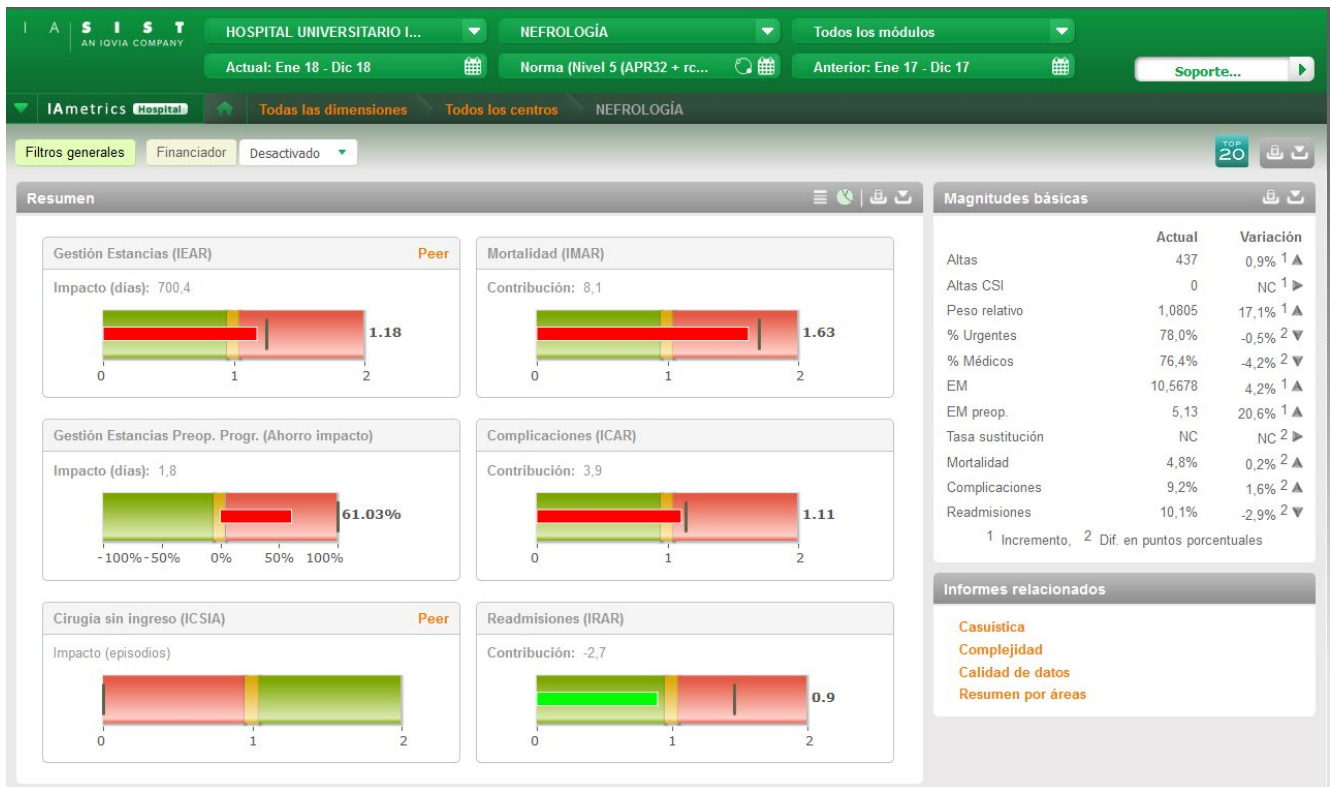 I A S I S T
AN IQVIA COMPANY
HOSPITAL UNIVERSITARIO I...
NEFROLOGÍA
Todos los módulos
Actual: Ene 18 - Dic 18
Norma (Nivel 5 (APR32 + rc...
Anterior: Ene 17 - Dic 17
Soporte...
IAmetrics Hospital
Todas las dimensiones
Todos los centros
NEFROLOGÍA
Filtros generales
Financiador
Desactivado
TOP 20
Resumen
Gestión Estancias (IEAR) Peer
Impacto (días): 700,4
1.18
0 1 2
Mortalidad (IMAR)
Contribución: 8,1
1.63
0 1 2
Gestión Estancias Preop. Progr. (Ahorro impacto)
Impacto (días): 1,8
61.03%
-100% -50% 0% 50% 100%
Complicaciones (ICAR)
Contribución: 3,9
1.11
0 1 2
Cirugía sin ingreso (ICSIA) Peer
Impacto (episodios)
0 1 2
Readmisiones (IRAR)
Contribución: -2,7
0.9
0 1 2
Magnitudes básicas
Actual Variación
Altas 437 0,9% 1 ▲
Altas CSI 0 NC 1 ▶
Peso relativo 1,0805 17,1% 1 ▲
% Urgentes 78,0% -0,5% 2 ▼
% Médicos 76,4% -4,2% 2 ▼
EM 10,5678 4,2% 1 ▲
EM preop. 5,13 20,6% 1 ▲
Tasa sustitución NC NC 2 ▶
Mortalidad 4,8% 0,2% 2 ▲
Complicaciones 9,2% 1,6% 2 ▲
Readmisiones 10,1% -2,9% 2 ▼
1 Incremento, 2 Dif. en puntos porcentuales
Informes relacionados
Casuística
Complejidad
Calidad de datos
Resumen por áreas